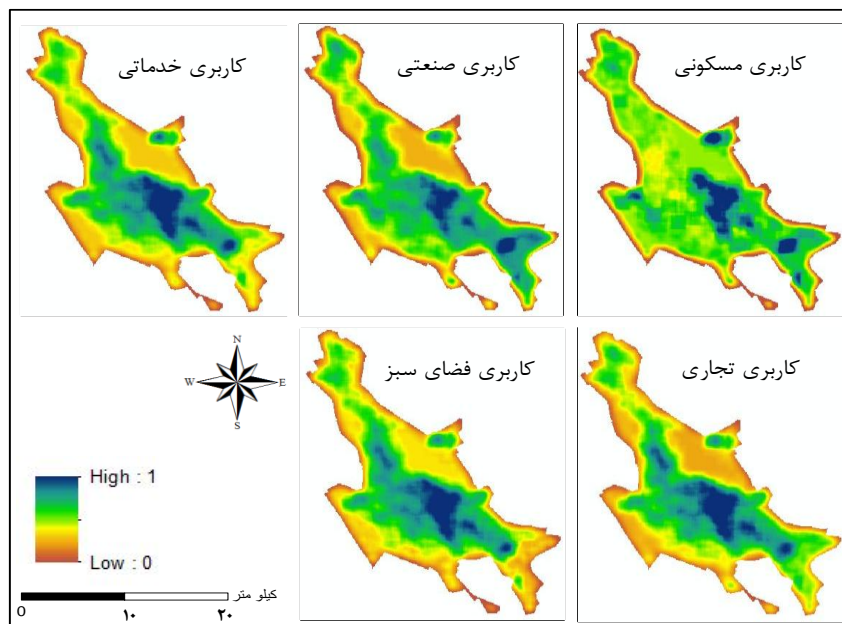 کاربری مسکونی
کاربری صنعتی
کاربری خدماتی
کاربری تجاری
کاربری فضای سبز
N
W E
S
High : 1
Low : 0
کیلو متر
0 ۱۰ ۲۰